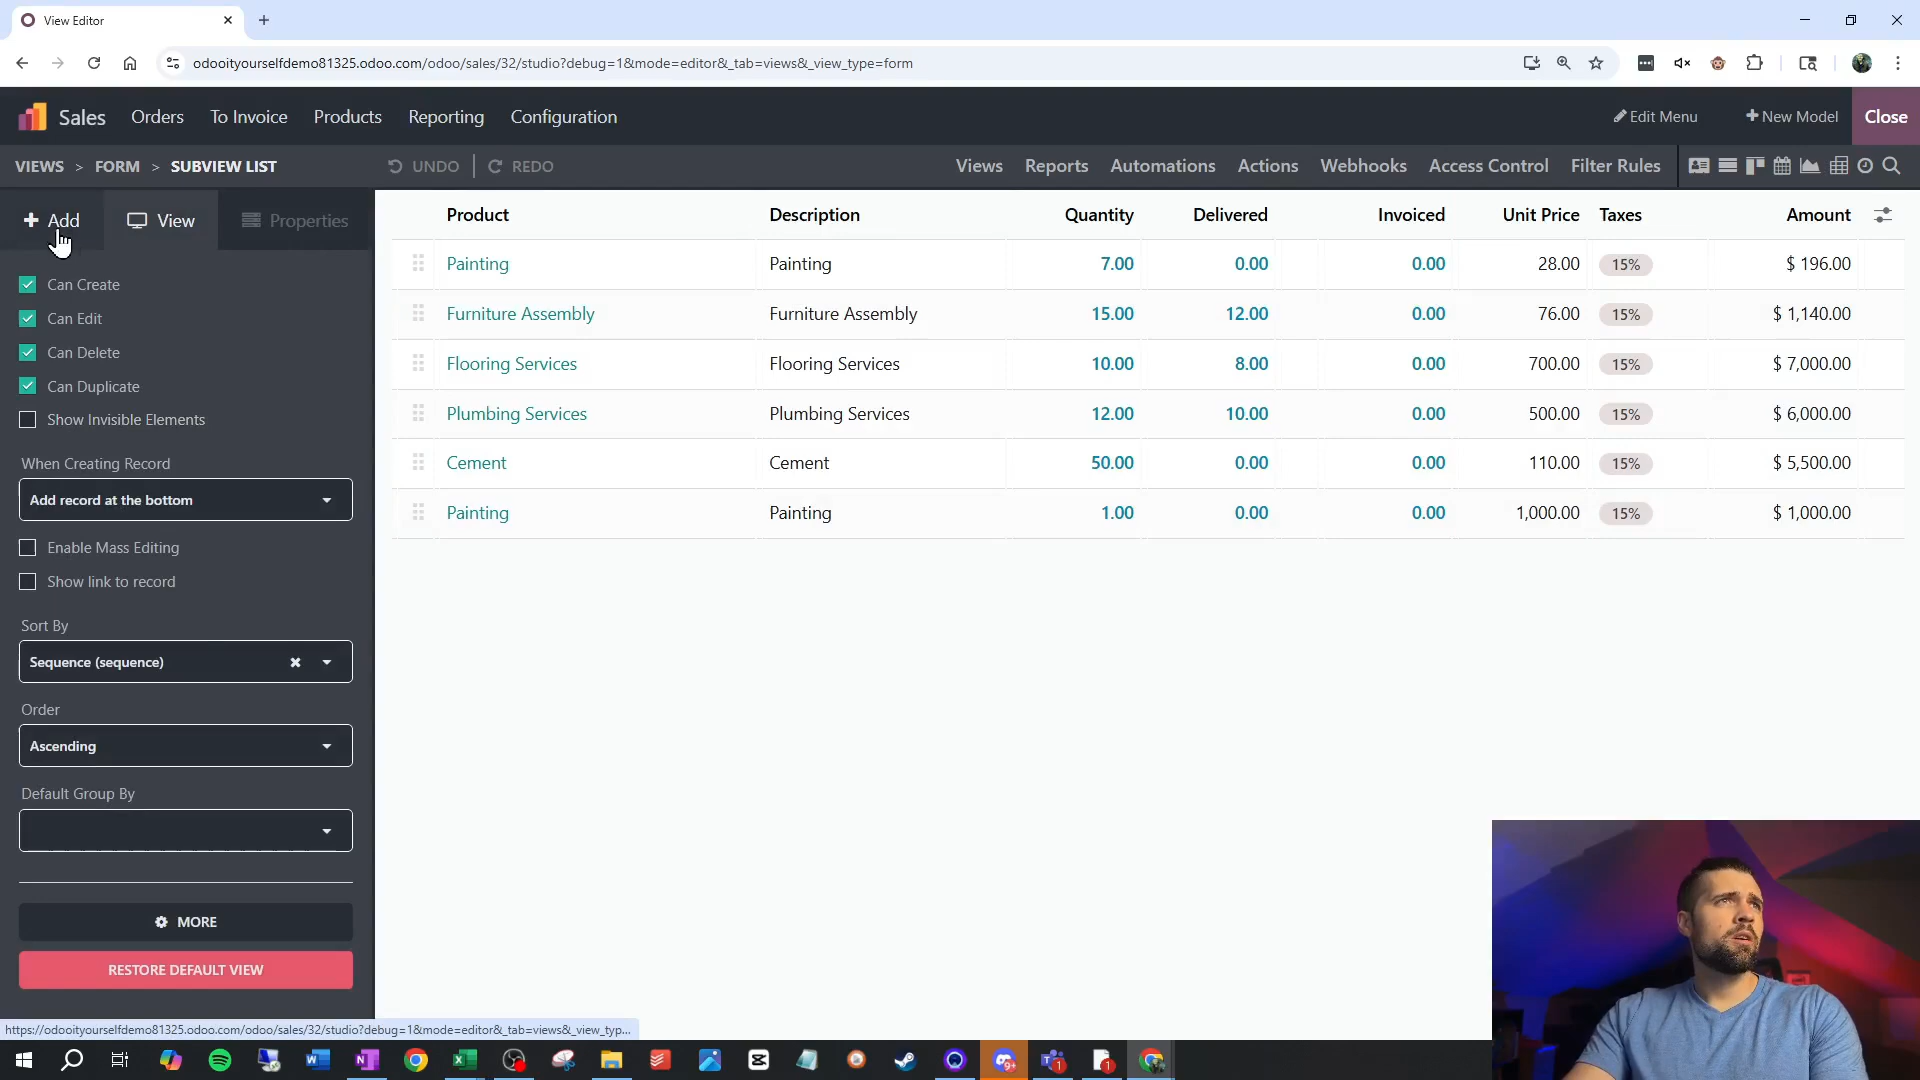 View Editor
odooityourselfdemo81325.odoo.com/odoo/sales/32/studio?debug=1&mode=editor&_tab=views&_view_type=form
Sales Orders To Invoice Products Reporting Configuration Edit Menu New Model Close
VIEWS > FORM > SUBVIEW LIST UNDO REDO Views Reports Automations Actions Webhooks Access Control Filter Rules
Add View Properties
Can Create
Can Edit
Can Delete
Can Duplicate
Show Invisible Elements
When Creating Record
Add record at the bottom
Enable Mass Editing
Show link to record
Sort By
Sequence (sequence)
Order
Ascending
Default Group By
MORE
RESTORE DEFAULT VIEW
Product Description Quantity Delivered Invoiced Unit Price Taxes Amount
Painting Painting 7.00 0.00 0.00 28.00 15% $ 196.00
Furniture Assembly Furniture Assembly 15.00 12.00 0.00 76.00 15% $ 1,140.00
Flooring Services Flooring Services 10.00 8.00 0.00 700.00 15% $ 7,000.00
Plumbing Services Plumbing Services 12.00 10.00 0.00 500.00 15% $ 6,000.00
Cement Cement 50.00 0.00 0.00 110.00 15% $ 5,500.00
Painting Painting 1.00 0.00 0.00 1,000.00 15% $ 1,000.00
https://odooityourselfdemo81325.odoo.com/odoo/sales/32/studio?debug=1&mode=editor&_tab=views&_view_typ...